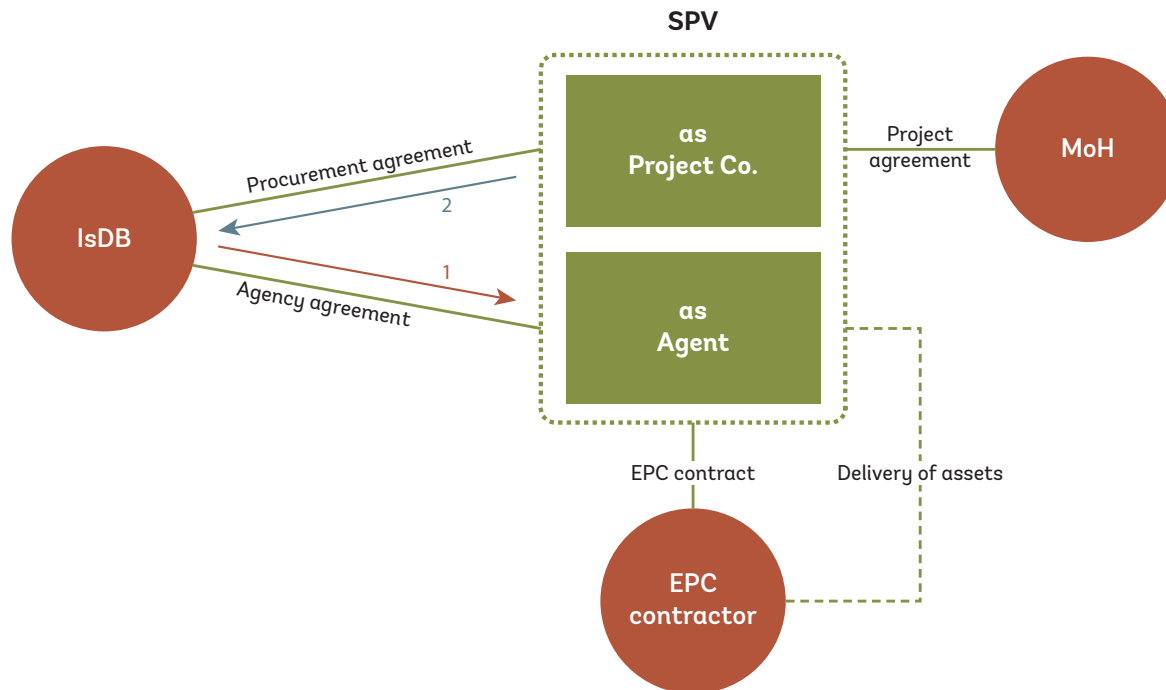 SPV
as
Project Co.
Project
agreement
MoH
Procurement agreement
2
IsDB
1
Agency agreement
as
Agent
EPC contract
Delivery of assets
EPC
contractor